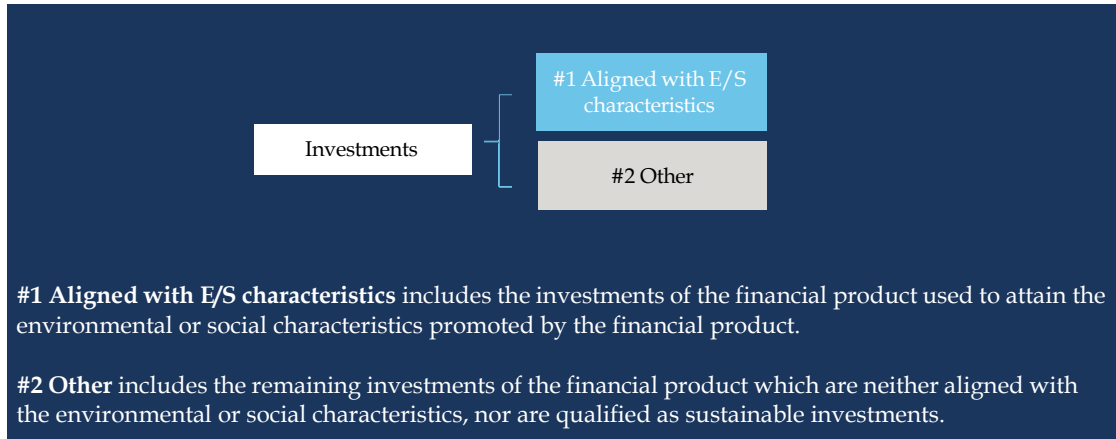 #1 Aligned with E/S
characteristics
Investments
#2 Other
#1 Aligned with E/S characteristics includes the investments of the financial product used to attain the
environmental or social characteristics promoted by the financial product.
#2 Other includes the remaining investments of the financial product which are neither aligned with
the environmental or social characteristics, nor are qualified as sustainable investments.